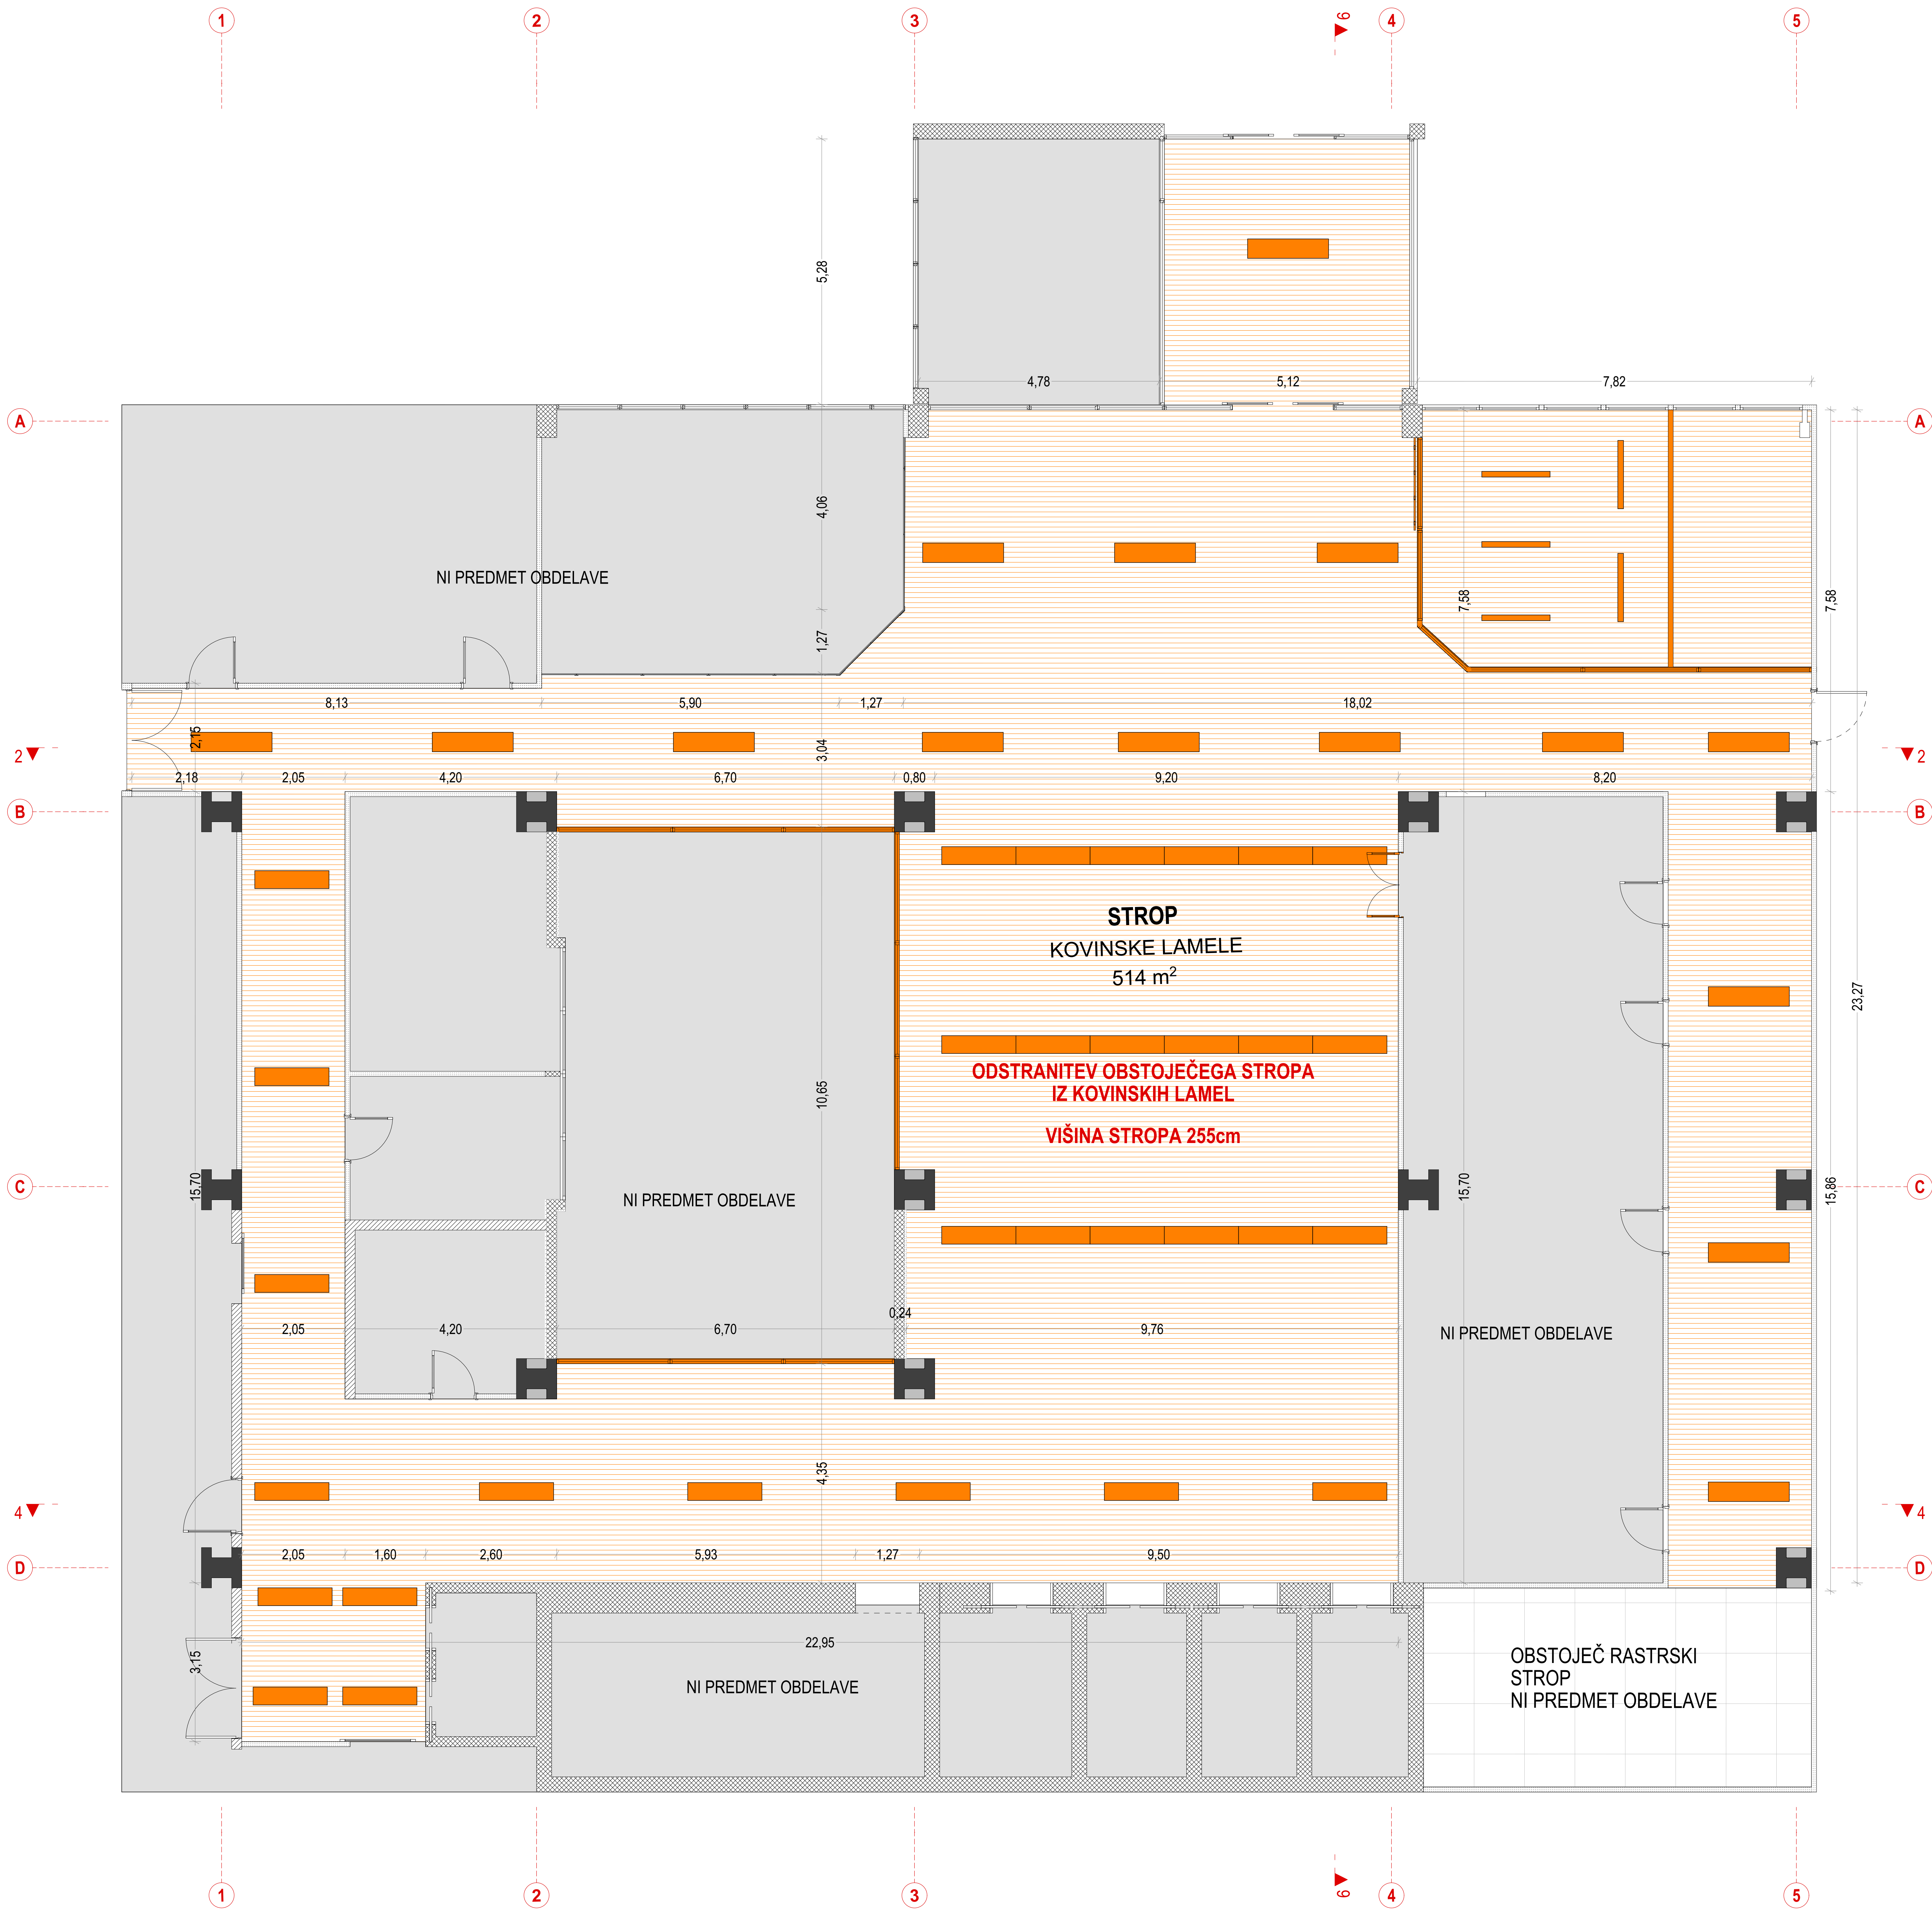 1 2 3 6 4 5
5,28
4,78 5,12 7,82
A A
4,06
NI PREDMET OBDELAVE
7,58 7,58
1,27
8,13 5,90 1,27 18,02
2,15
3,04
2 2
2,18 2,05 4,20 6,70 0,80 9,20 8,20
B B
STROP
KOVINSKE LAMELE
514 m²
23,27
ODSTRANITEV OBSTOJEČEGA STROPA
IZ KOVINSKIH LAMEL
10,65
VIŠINA STROPA 255cm
C C
15,70 15,70 15,86
NI PREDMET OBDELAVE
0,24
2,05 4,20 6,70 9,76
NI PREDMET OBDELAVE
4,35
4 4
2,05 1,60 2,60 5,93 1,27 9,50
D D
22,95
3,15
NI PREDMET OBDELAVE
OBSTOJEČ RASTRSKI
STROP
NI PREDMET OBDELAVE
1 2 3 6 4 5